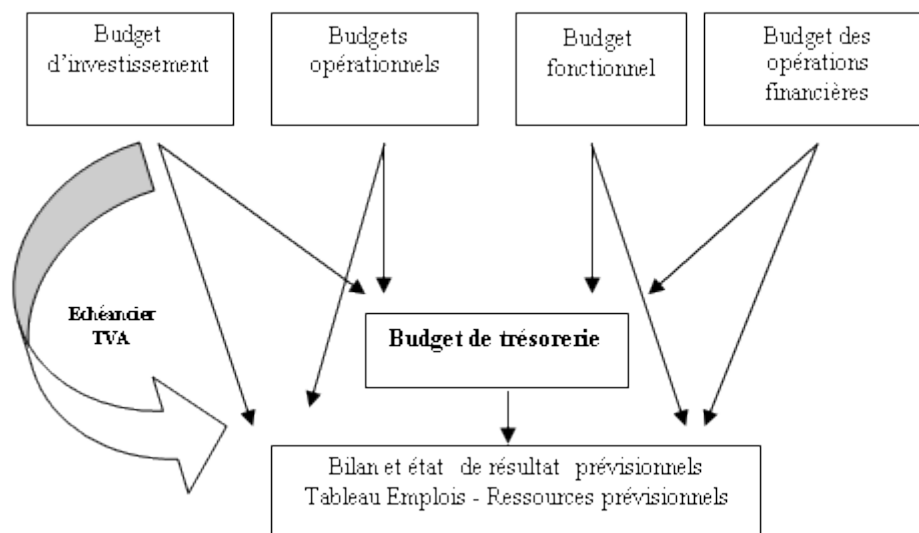 Budget
d'investissement
Budgets
opérationnels
Budget
fonctionnel
Budget des
opérations
financières
Echéancier
TVA
Budget de trésorerie
Bilan et état de résultat prévisionnels
Tableau Emplois - Ressources prévisionnels